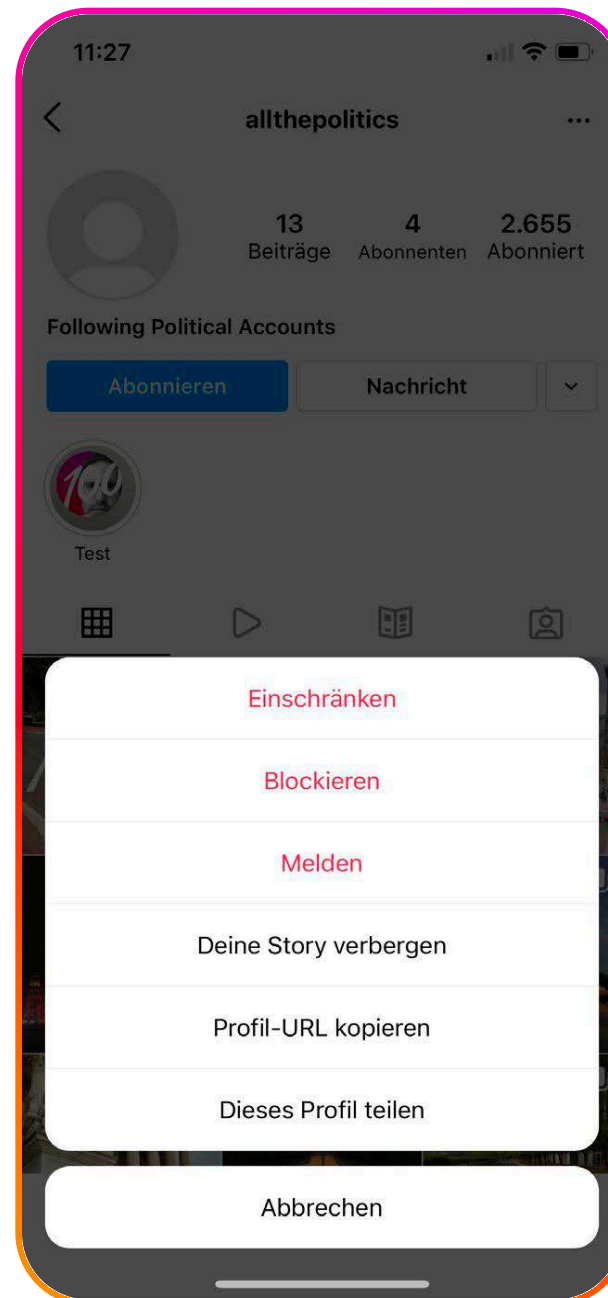 11:27
allthepolitics
13 4 2.655
Beiträge Abonnenten Abonniert
Following Political Accounts
Abonnieren Nachricht
100
Test
Einschränken
Blockieren
Melden
Deine Story verbergen
Profil-URL kopieren
Dieses Profil teilen
Abbrechen